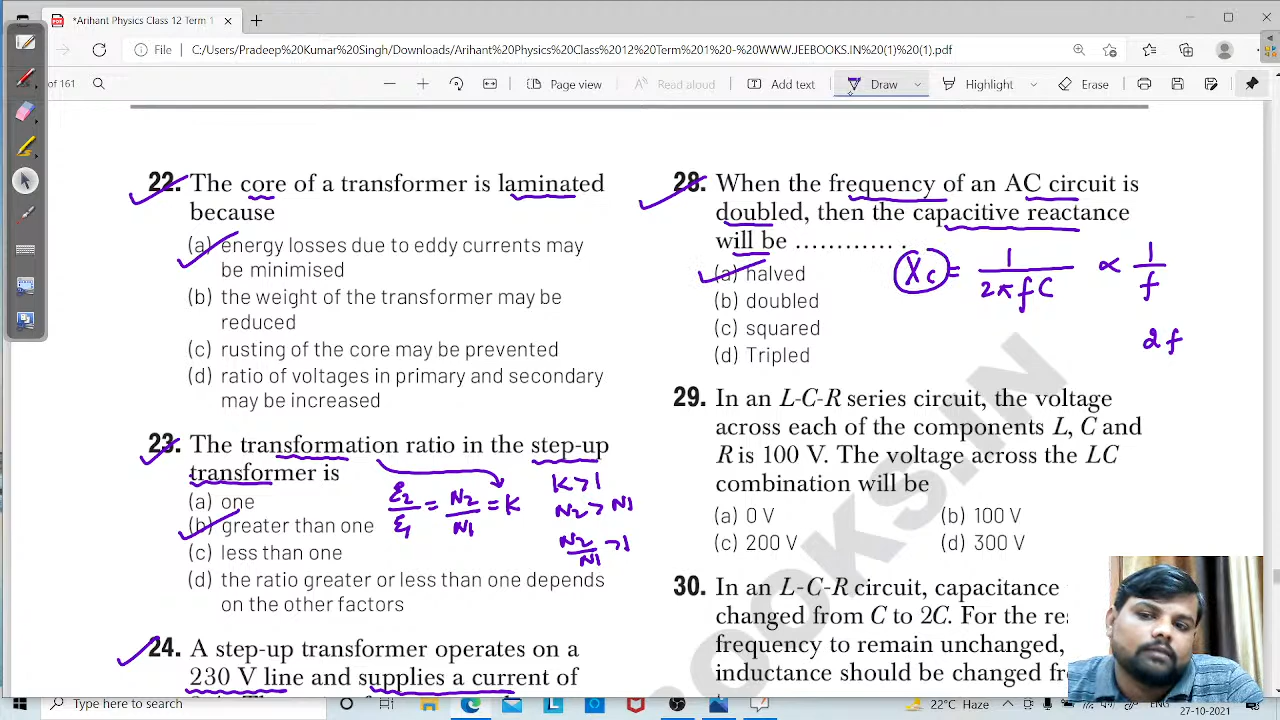 *Arihant Physics Class 12 Term 1
File
C:/Users/Pradeep%20Kumar%20Singh/Downloads/Arihant%20Physics%20Class%2012%20Term%201%20-%20WWW.JEEBOOKS.IN%20(1)%20(1).pdf
of 161
Page view
Read aloud
Add text
Draw
Highlight
Erase
22. The core of a transformer is laminated
because
(a) energy losses due to eddy currents may
be minimised
(b) the weight of the transformer may be
reduced
(c) rusting of the core may be prevented
(d) ratio of voltages in primary and secondary
may be increased
23. The transformation ratio in the step-up
transformer is
(a) one
(b) greater than one
(c) less than one
(d) the ratio greater or less than one depends
on the other factors
ε2/ε1 = N2/N1 = K
K>1
N2 > N1
N2/N1 >1
24. A step-up transformer operates on a
230 V line and supplies a current of
28. When the frequency of an AC circuit is
doubled, then the capacitive reactance
will be ............ .
(a) halved
(b) doubled
(c) squared
(d) Tripled
Xc = 1/2πfC ∝ 1/f
2f
29. In an L-C-R series circuit, the voltage
across each of the components L, C and
R is 100 V. The voltage across the LC
combination will be
(a) 0 V (b) 100 V
(c) 200 V (d) 300 V
30. In an L-C-R circuit, capacitance
changed from C to 2C. For the
frequency to remain unchanged,
inductance should be changed
OOKS.IN
Type here to search
22°C Haze
27-10-2021